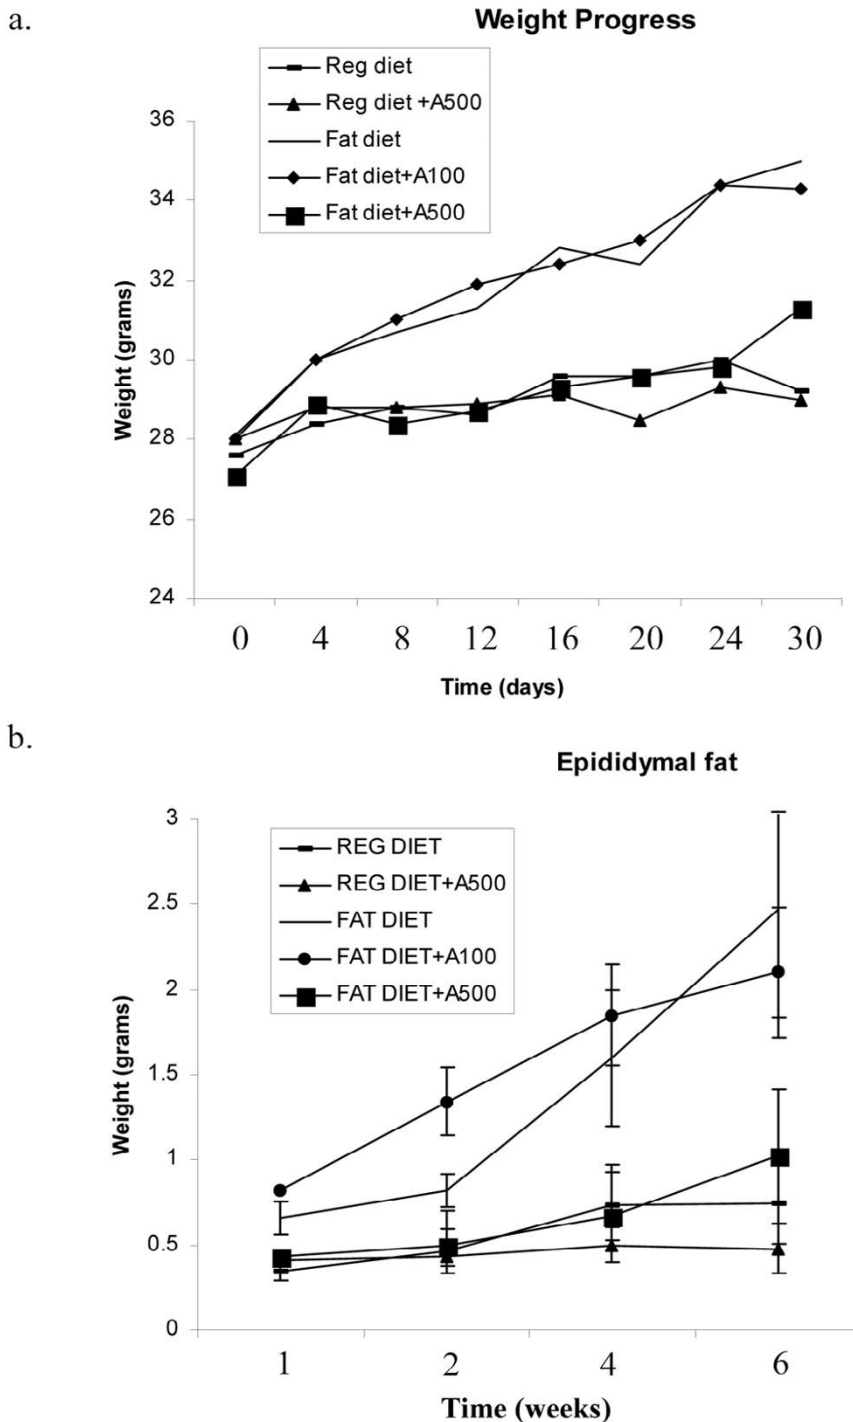 a.
Weight Progress
Reg diet
Reg diet +A500
Fat diet
Fat diet+A100
Fat diet+A500
36
34
32
30
28
26
24
Weight (grams)
0 4 8 12 16 20 24 30
Time (days)
b.
Epididymal fat
REG DIET
REG DIET+A500
FAT DIET
FAT DIET+A100
FAT DIET+A500
3
2.5
2
1.5
1
0.5
0
Weight (grams)
1 2 4 6
Time (weeks)